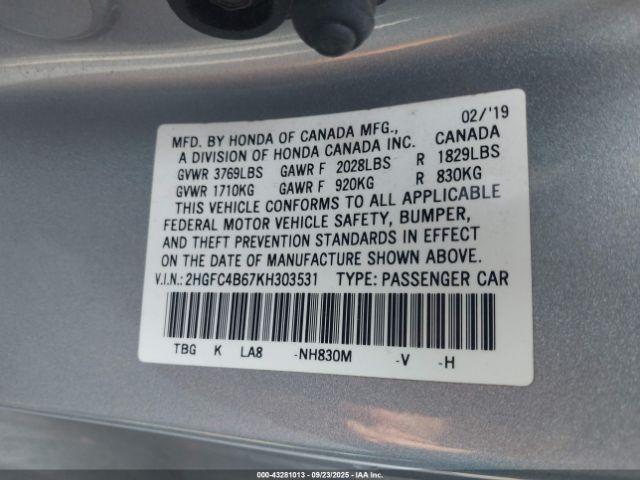 02/'19
MFD. BY HONDA OF CANADA MFG.,
A DIVISION OF HONDA CANADA INC. CANADA
GVWR 3769LBS GAWR F 2028LBS R 1829LBS
GVWR 1710KG GAWR F 920KG R 830KG
THIS VEHICLE CONFORMS TO ALL APPLICABLE
FEDERAL MOTOR VEHICLE SAFETY, BUMPER,
AND THEFT PREVENTION STANDARDS IN EFFECT
ON THE DATE OF MANUFACTURE SHOWN ABOVE.
V.I.N.: 2HGFC4B67KH303531 TYPE: PASSENGER CAR
TBG K LA8 -NH830M -V -H
000-43281013 - 09/23/2025 - IAA Inc.